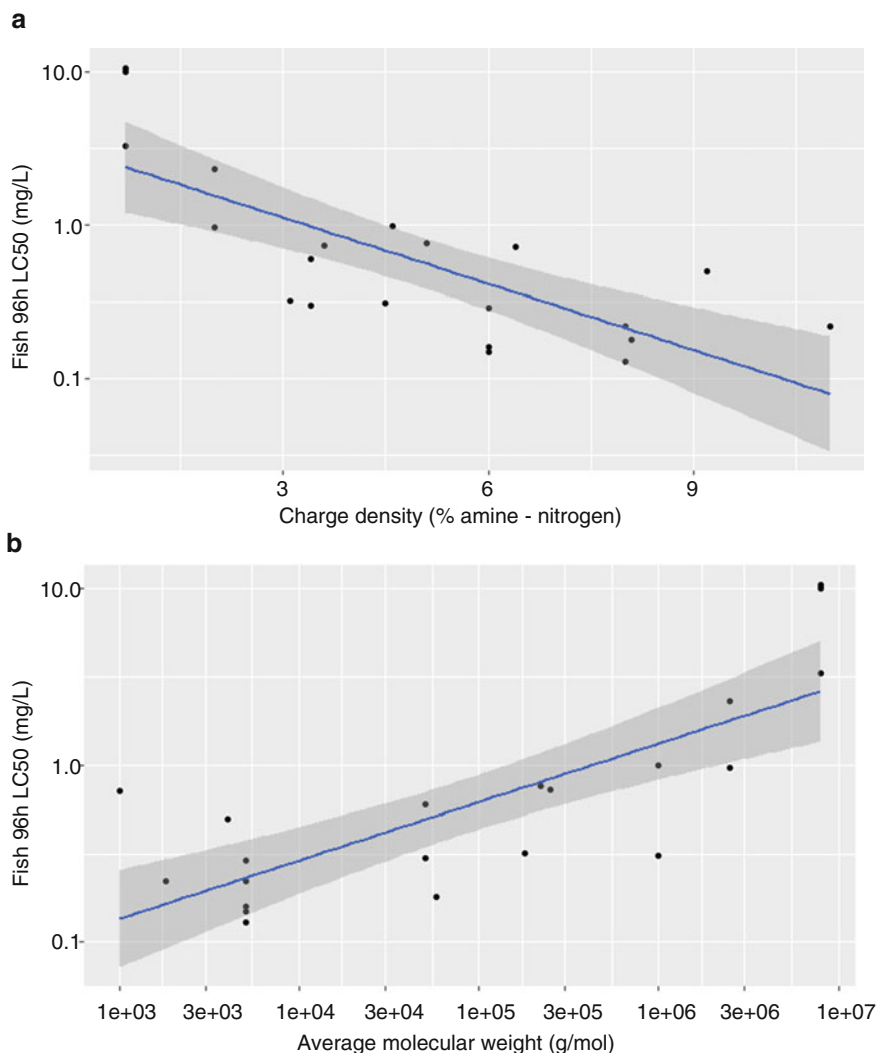 a
10.0
1.0
0.1
Fish 96h LC50 (mg/L)
3 6 9
Charge density (% amine - nitrogen)
b
10.0
1.0
0.1
Fish 96h LC50 (mg/L)
1e+03 3e+03 1e+04 3e+04 1e+05 3e+05 1e+06 3e+06 1e+07
Average molecular weight (g/mol)